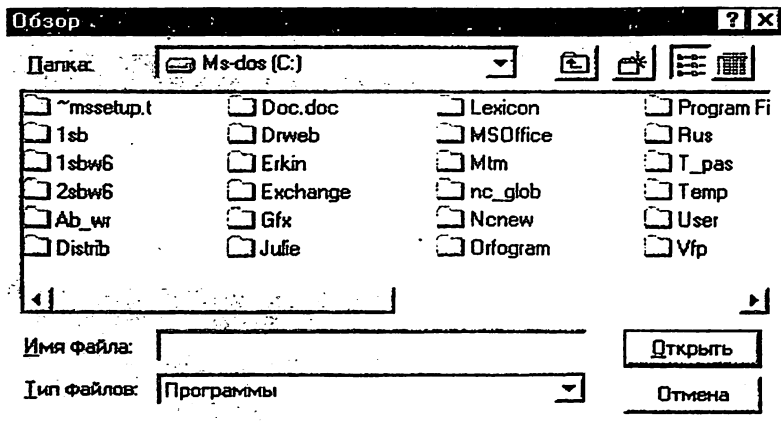 Обзор ? X
Папка: Ms-dos (C:)
~mssetup.t Doc.doc Lexicon Program Fi
1sb Drweb MSOffice Rus
1sbw6 Erkin Mtm T_pas
2sbw6 Exchange nc_glob Temp
Ab_wr Gfx Ncnew User
Distrib Julie Orfogram Vfp
Имя файла: Открыть
Тип файлов: Программы Отмена